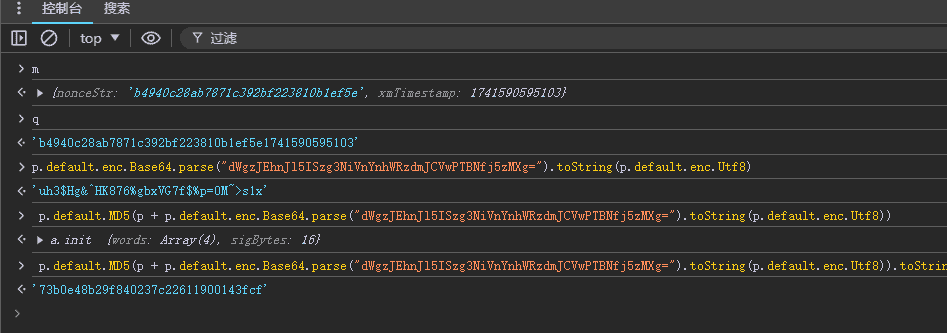 控制台 搜索
top 过滤
m
{nonceStr: 'b4940c28ab7871c392bf223810b1ef5e', xmTimestamp: 1741590595103}
q
'b4940c28ab7871c392bf223810b1ef5e1741590595103'
p.default.enc.Base64.parse("dWgzJEhnJl5ISzg3NiVnYnhWRzdmJCVwPTBNfj5zMXg=").toString(p.default.enc.Utf8)
'uh3$Hg&^HK876%gbxVG7f$%p=0M~>s1x'
p.default.MD5(p + p.default.enc.Base64.parse("dWgzJEhnJl5ISzg3NiVnYnhWRzdmJCVwPTBNfj5zMXg=").toString(p.default.enc.Utf8))
a.init {words: Array(4), sigBytes: 16}
p.default.MD5(p + p.default.enc.Base64.parse("dWgzJEhnJl5ISzg3NiVnYnhWRzdmJCVwPTBNfj5zMXg=").toString(p.default.enc.Utf8)).toStrin
'73b0e48b29f840237c22611900143fcf'